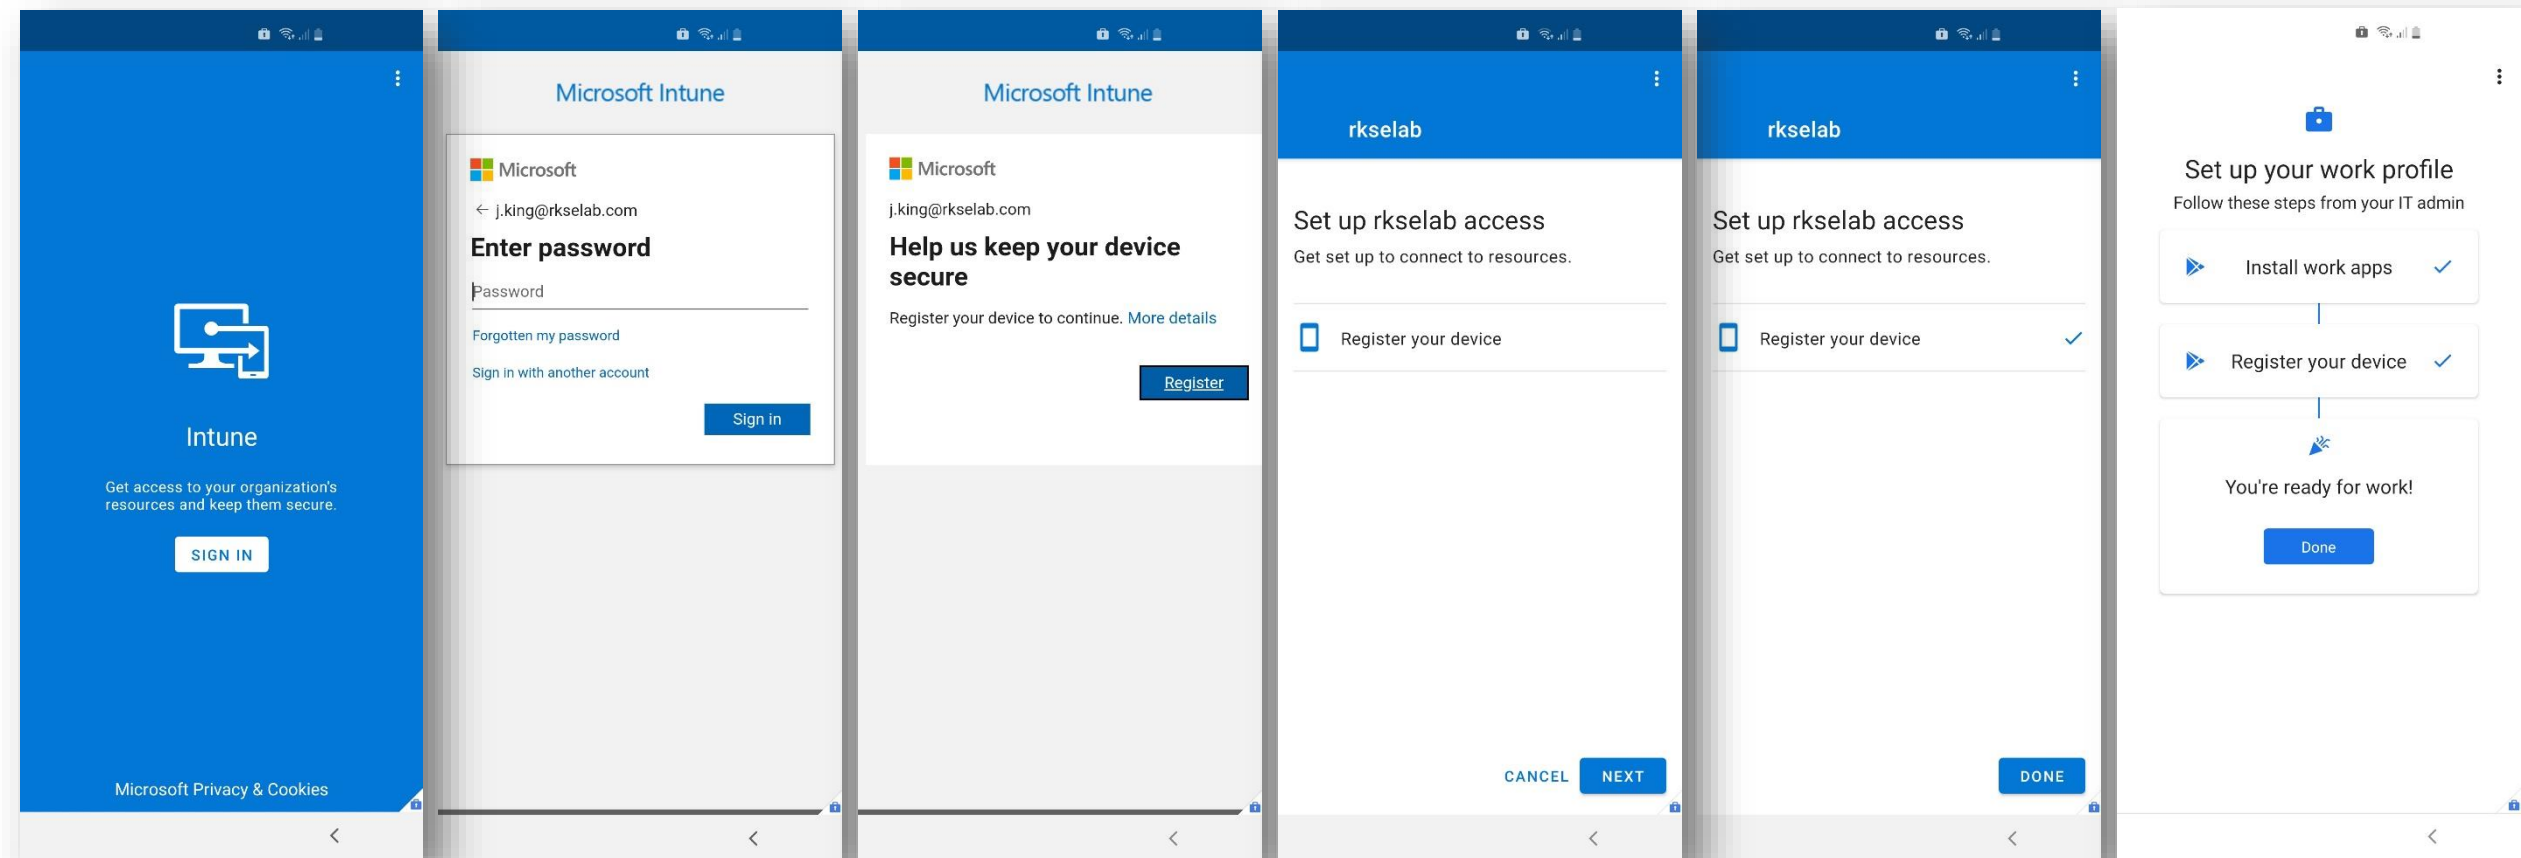 Intune
Get access to your organization's
resources and keep them secure.
SIGN IN
Microsoft Privacy & Cookies
Microsoft Intune
Microsoft
j.king@rkselab.com
Enter password
Password
Forgotten my password
Sign in with another account
Sign in
Microsoft Intune
Microsoft
j.king@rkselab.com
Help us keep your device
secure
Register your device to continue. More details
Register
rkselab
Set up rkselab access
Get set up to connect to resources.
Register your device
CANCEL NEXT
rkselab
Set up rkselab access
Get set up to connect to resources.
Register your device
DONE
Set up your work profile
Follow these steps from your IT admin
Install work apps
Register your device
You're ready for work!
Done